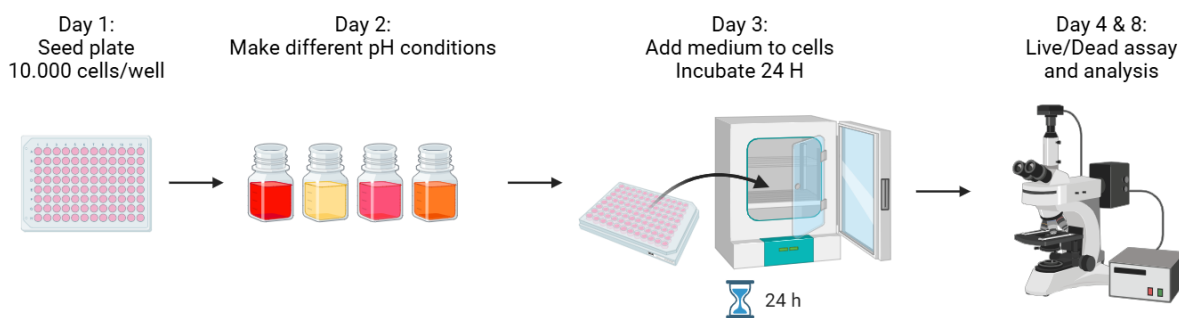 Day 1:
Seed plate
10.000 cells/well
Day 2:
Make different pH conditions
Day 3:
Add medium to cells
Incubate 24 H
24 h
Day 4 & 8:
Live/Dead assay
and analysis